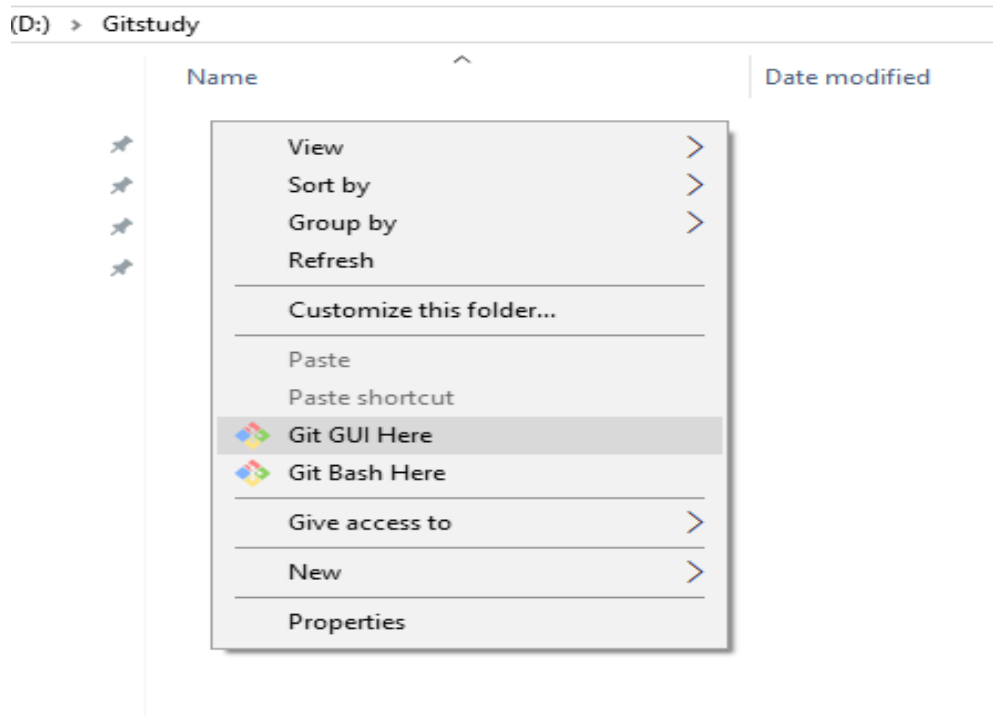 (D:) > Gitstudy
Name Date modified
View
Sort by
Group by
Refresh
Customize this folder...
Paste
Paste shortcut
Git GUI Here
Git Bash Here
Give access to
New
Properties